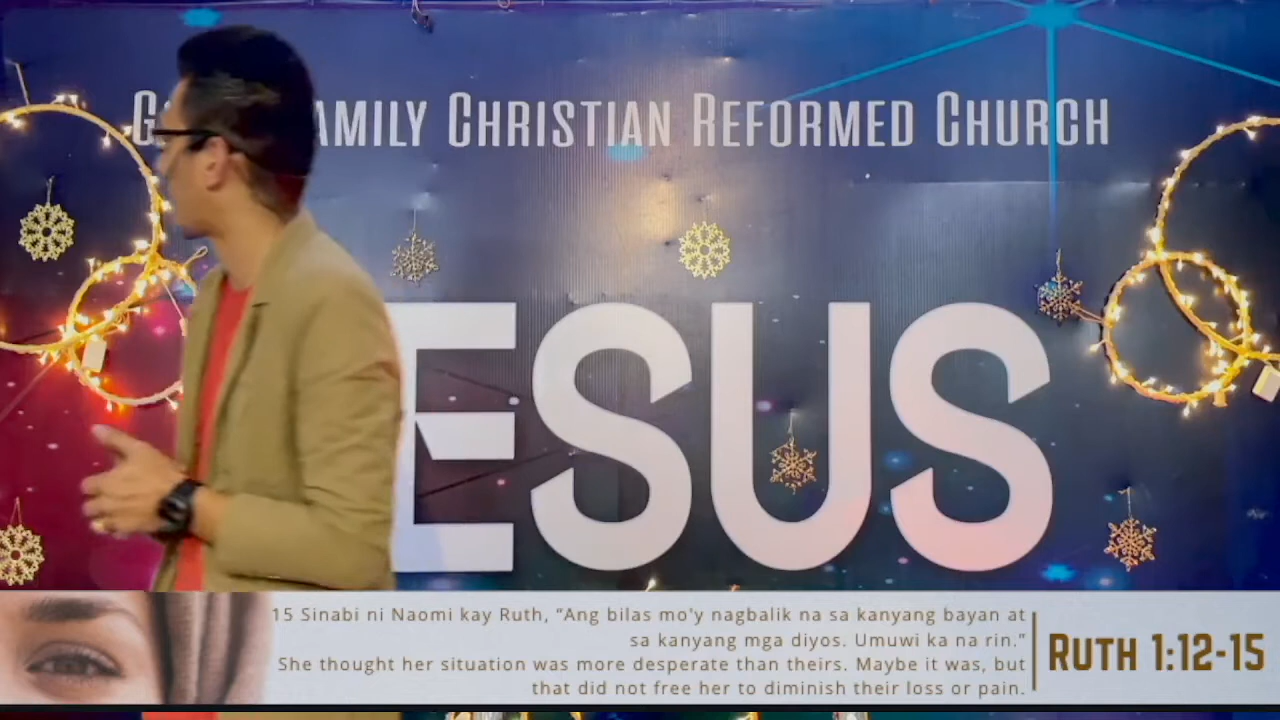 AMILY CHRISTIAN REFORMED CHURCH
ESUS
15 Sinabi ni Naomi kay Ruth, “Ang bilas mo'y nagbalik na sa kanyang bayan at
sa kanyang mga diyos. Umuwi ka na rin.”
She thought her situation was more desperate than theirs. Maybe it was, but
that did not free her to diminish their loss or pain.
RUTH 1:12-15